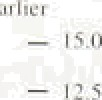 arlier
— 15.0
— 12.5